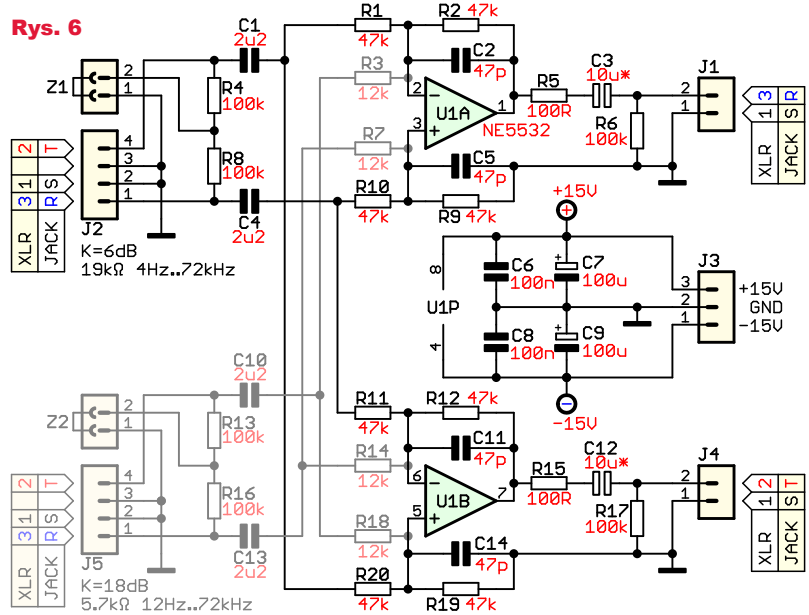 Rys. 6
C1
2u2
R1
47k
R2
47k
C2
47p
R3
12k
C3
10u*
J1
Z1
2
1
R4
100k
2
3
U1A
1
NE5532
R5
100R
R6
100k
2
1
3 R
1 S
XLR
JACK
R7
12k
C5
47p
J2
4
3
2
1
R8
100k
2 T
1 S
3 R
XLR
JACK
C4
2u2
R10
47k
R9 47k
K=6dB
19kΩ 4Hz..72kHz
+15V
+
8
U1P
4
C6
100n
+
C7
100u
C8
100n
+
C9
100u
J3
3
2
1
+15V
GND
-15V
−
-15V
C10
2u2
Z2
2
1
R13
100k
R11
47k
R12 47k
C11
47p
R14
12k
C12
10u*
J4
6
5
U1B
7
R15
100R
R17
100k
2
1
2 T
1 S
XLR
JACK
J5
4
3
2
1
R16
100k
2 T
1 S
3 R
XLR
JACK
C13
2u2
R18
12k
C14
47p
R20
47k
R19 47k
K=18dB
5.7kΩ 12Hz..72kHz